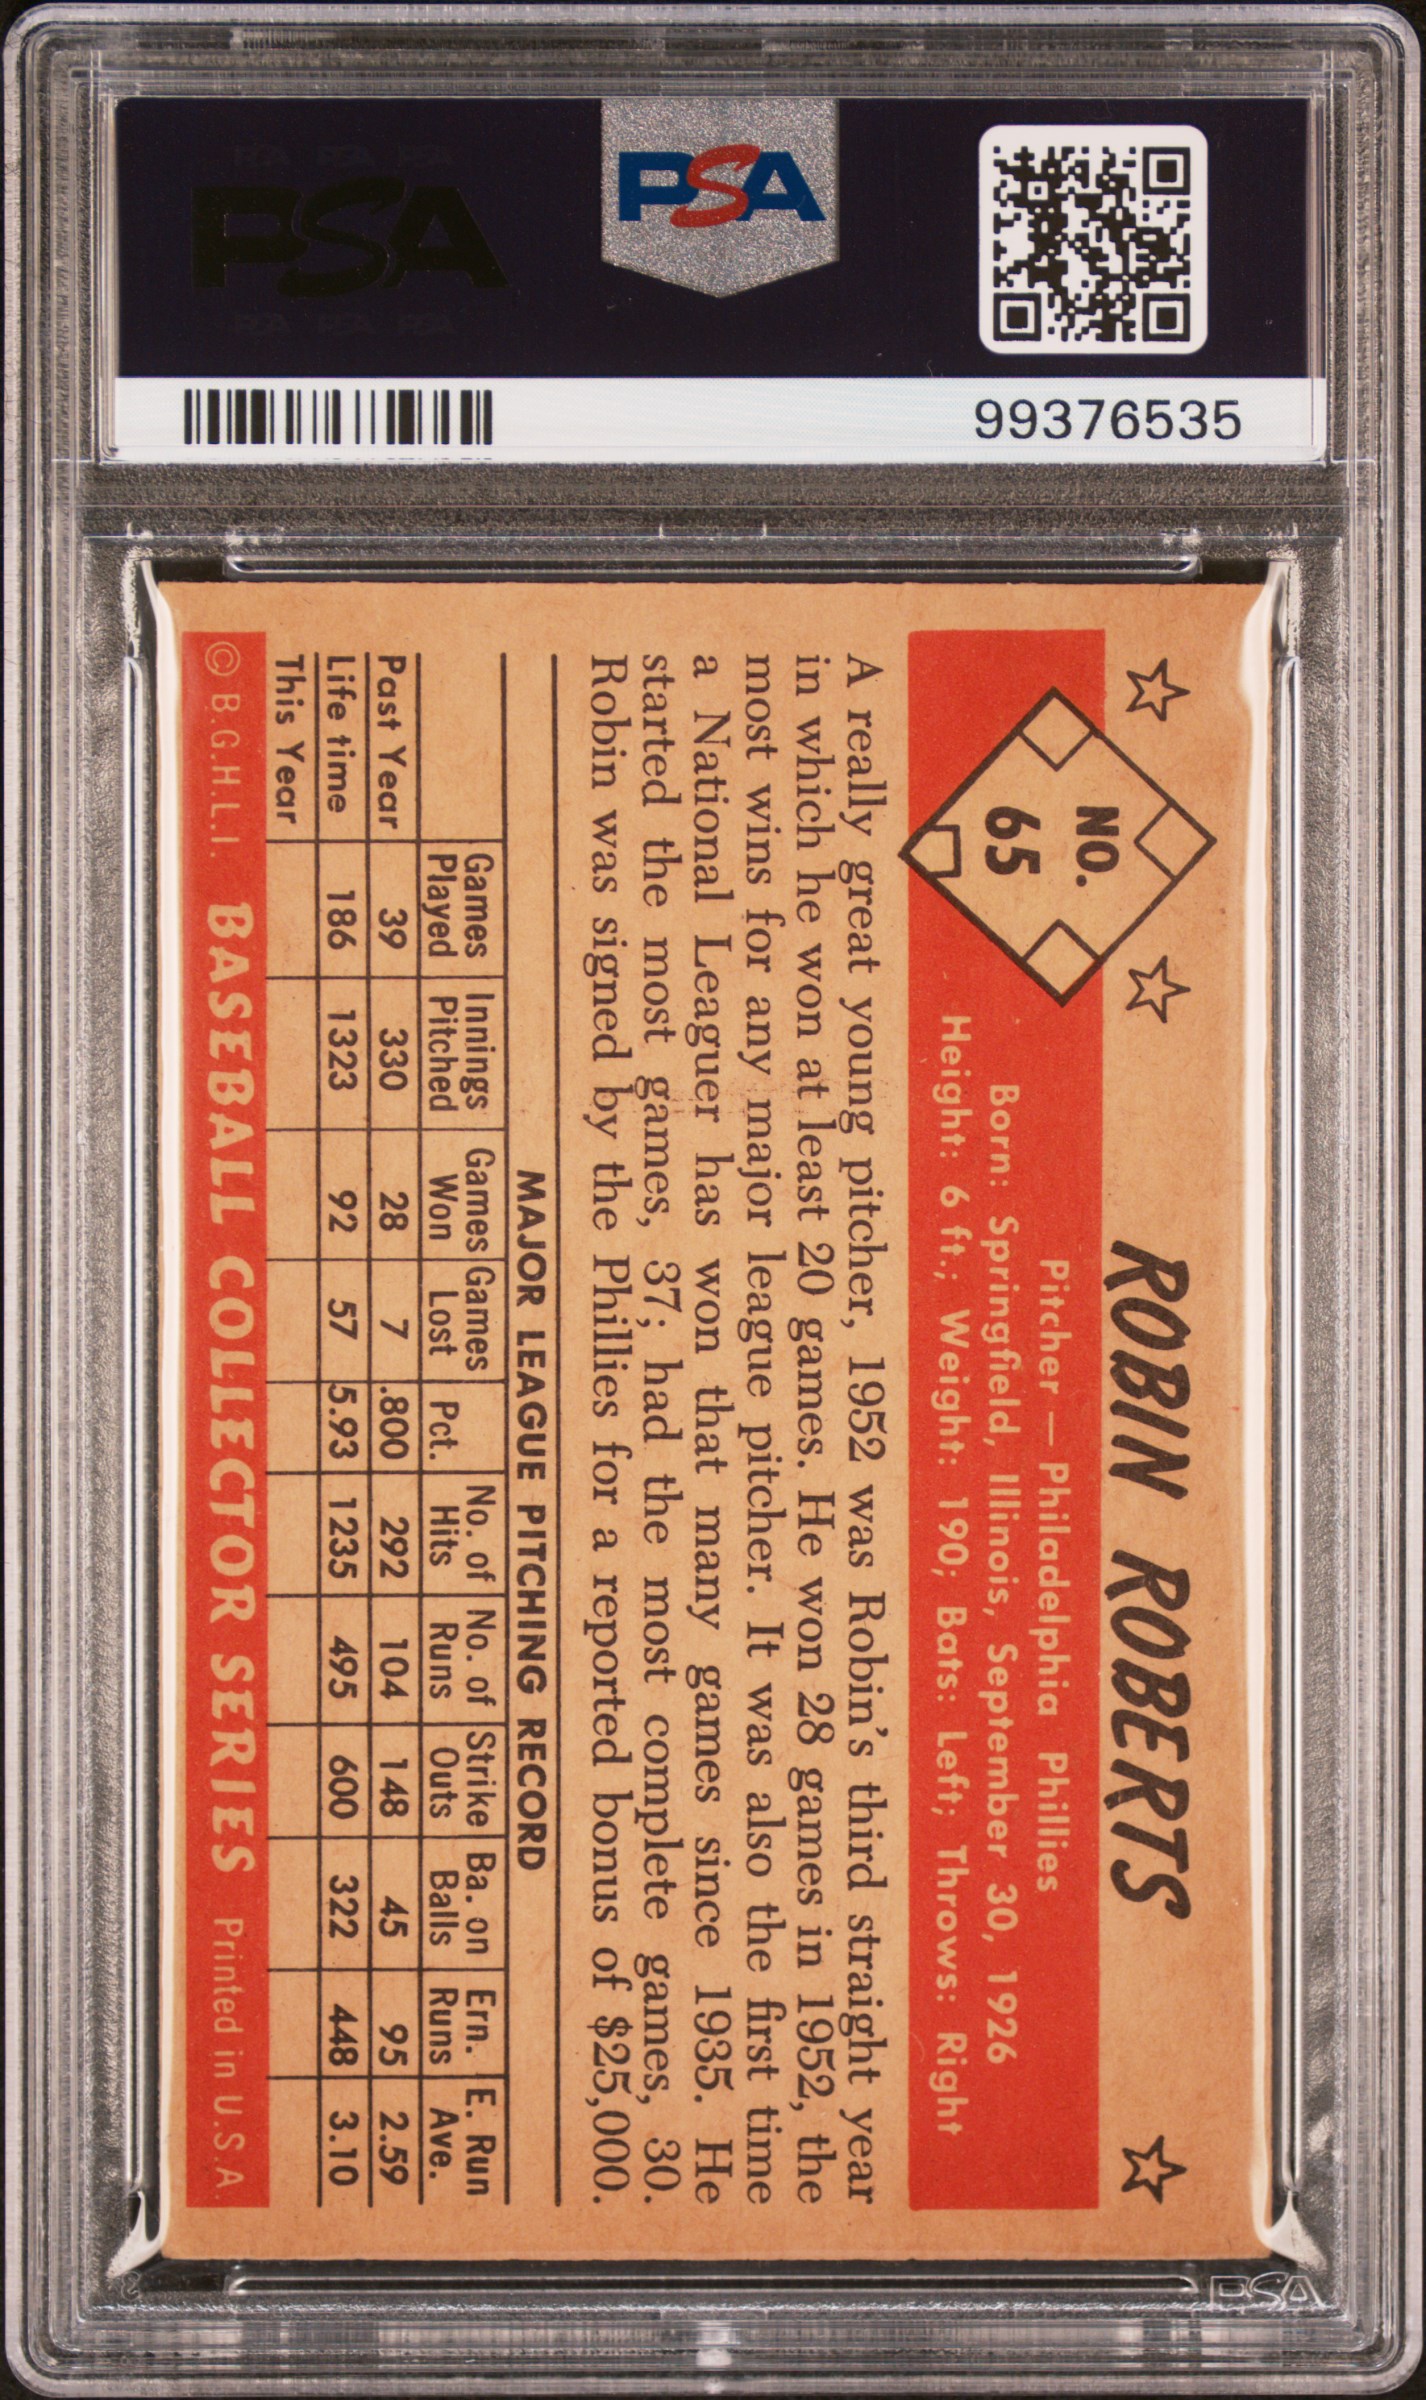 PSA
PSA
99376535
ROBIN ROBERTS
NO.
65
Pitcher — Philadelphia Phillies
Born: Springfield, Illinois, September 30, 1926
Height: 6 ft.; Weight: 190; Bats: Left; Throws: Right
A really great young pitcher, 1952 was Robin's third straight year
in which he won at least 20 games. He won 28 games in 1952, the
most wins for any major league pitcher. It was also the first time
a National Leaguer has won that many games since 1935. He
started the most games, 37; had the most complete games, 30.
Robin was signed by the Phillies for a reported bonus of $25,000.
MAJOR LEAGUE PITCHING RECORD
Games Played Innings Pitched Games Won Games Lost Pct. No. of Hits No. of Runs Strike Outs Ba. on Balls Ern. Runs E. Run Ave.
Past Year 39 330 28 7 .800 292 104 148 45 95 2.59
Life time 186 1323 92 57 5.93 1235 495 600 322 448 3.10
This Year
© B.G.H.L.I. BASEBALL COLLECTOR SERIES Printed in U.S.A.
PSA